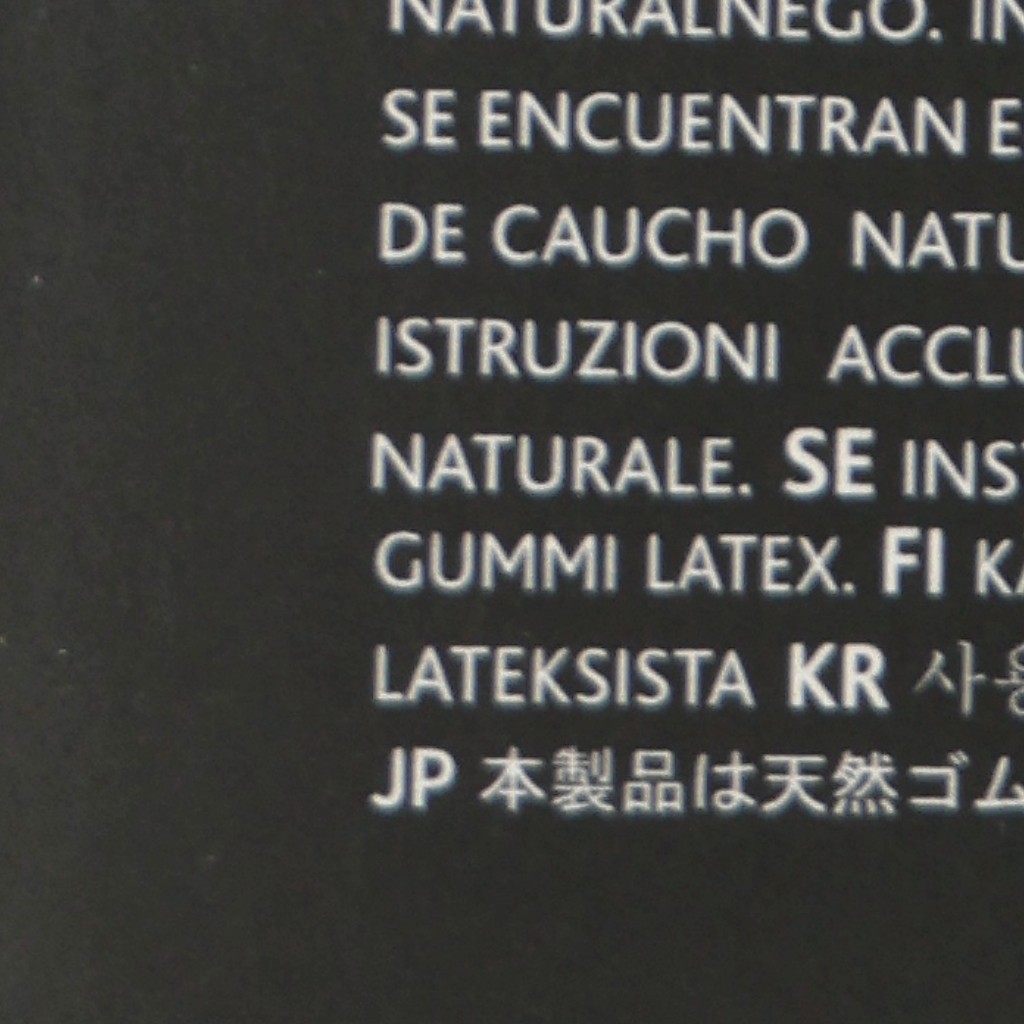 NATURALNEGO. IN
SE ENCUENTRAN E
DE CAUCHO NATU
ISTRUZIONI ACCLU
NATURALE. SE INST
GUMMI LATEX. FI KA
LATEKSISTA KR 사용
JP 本製品は天然ゴム